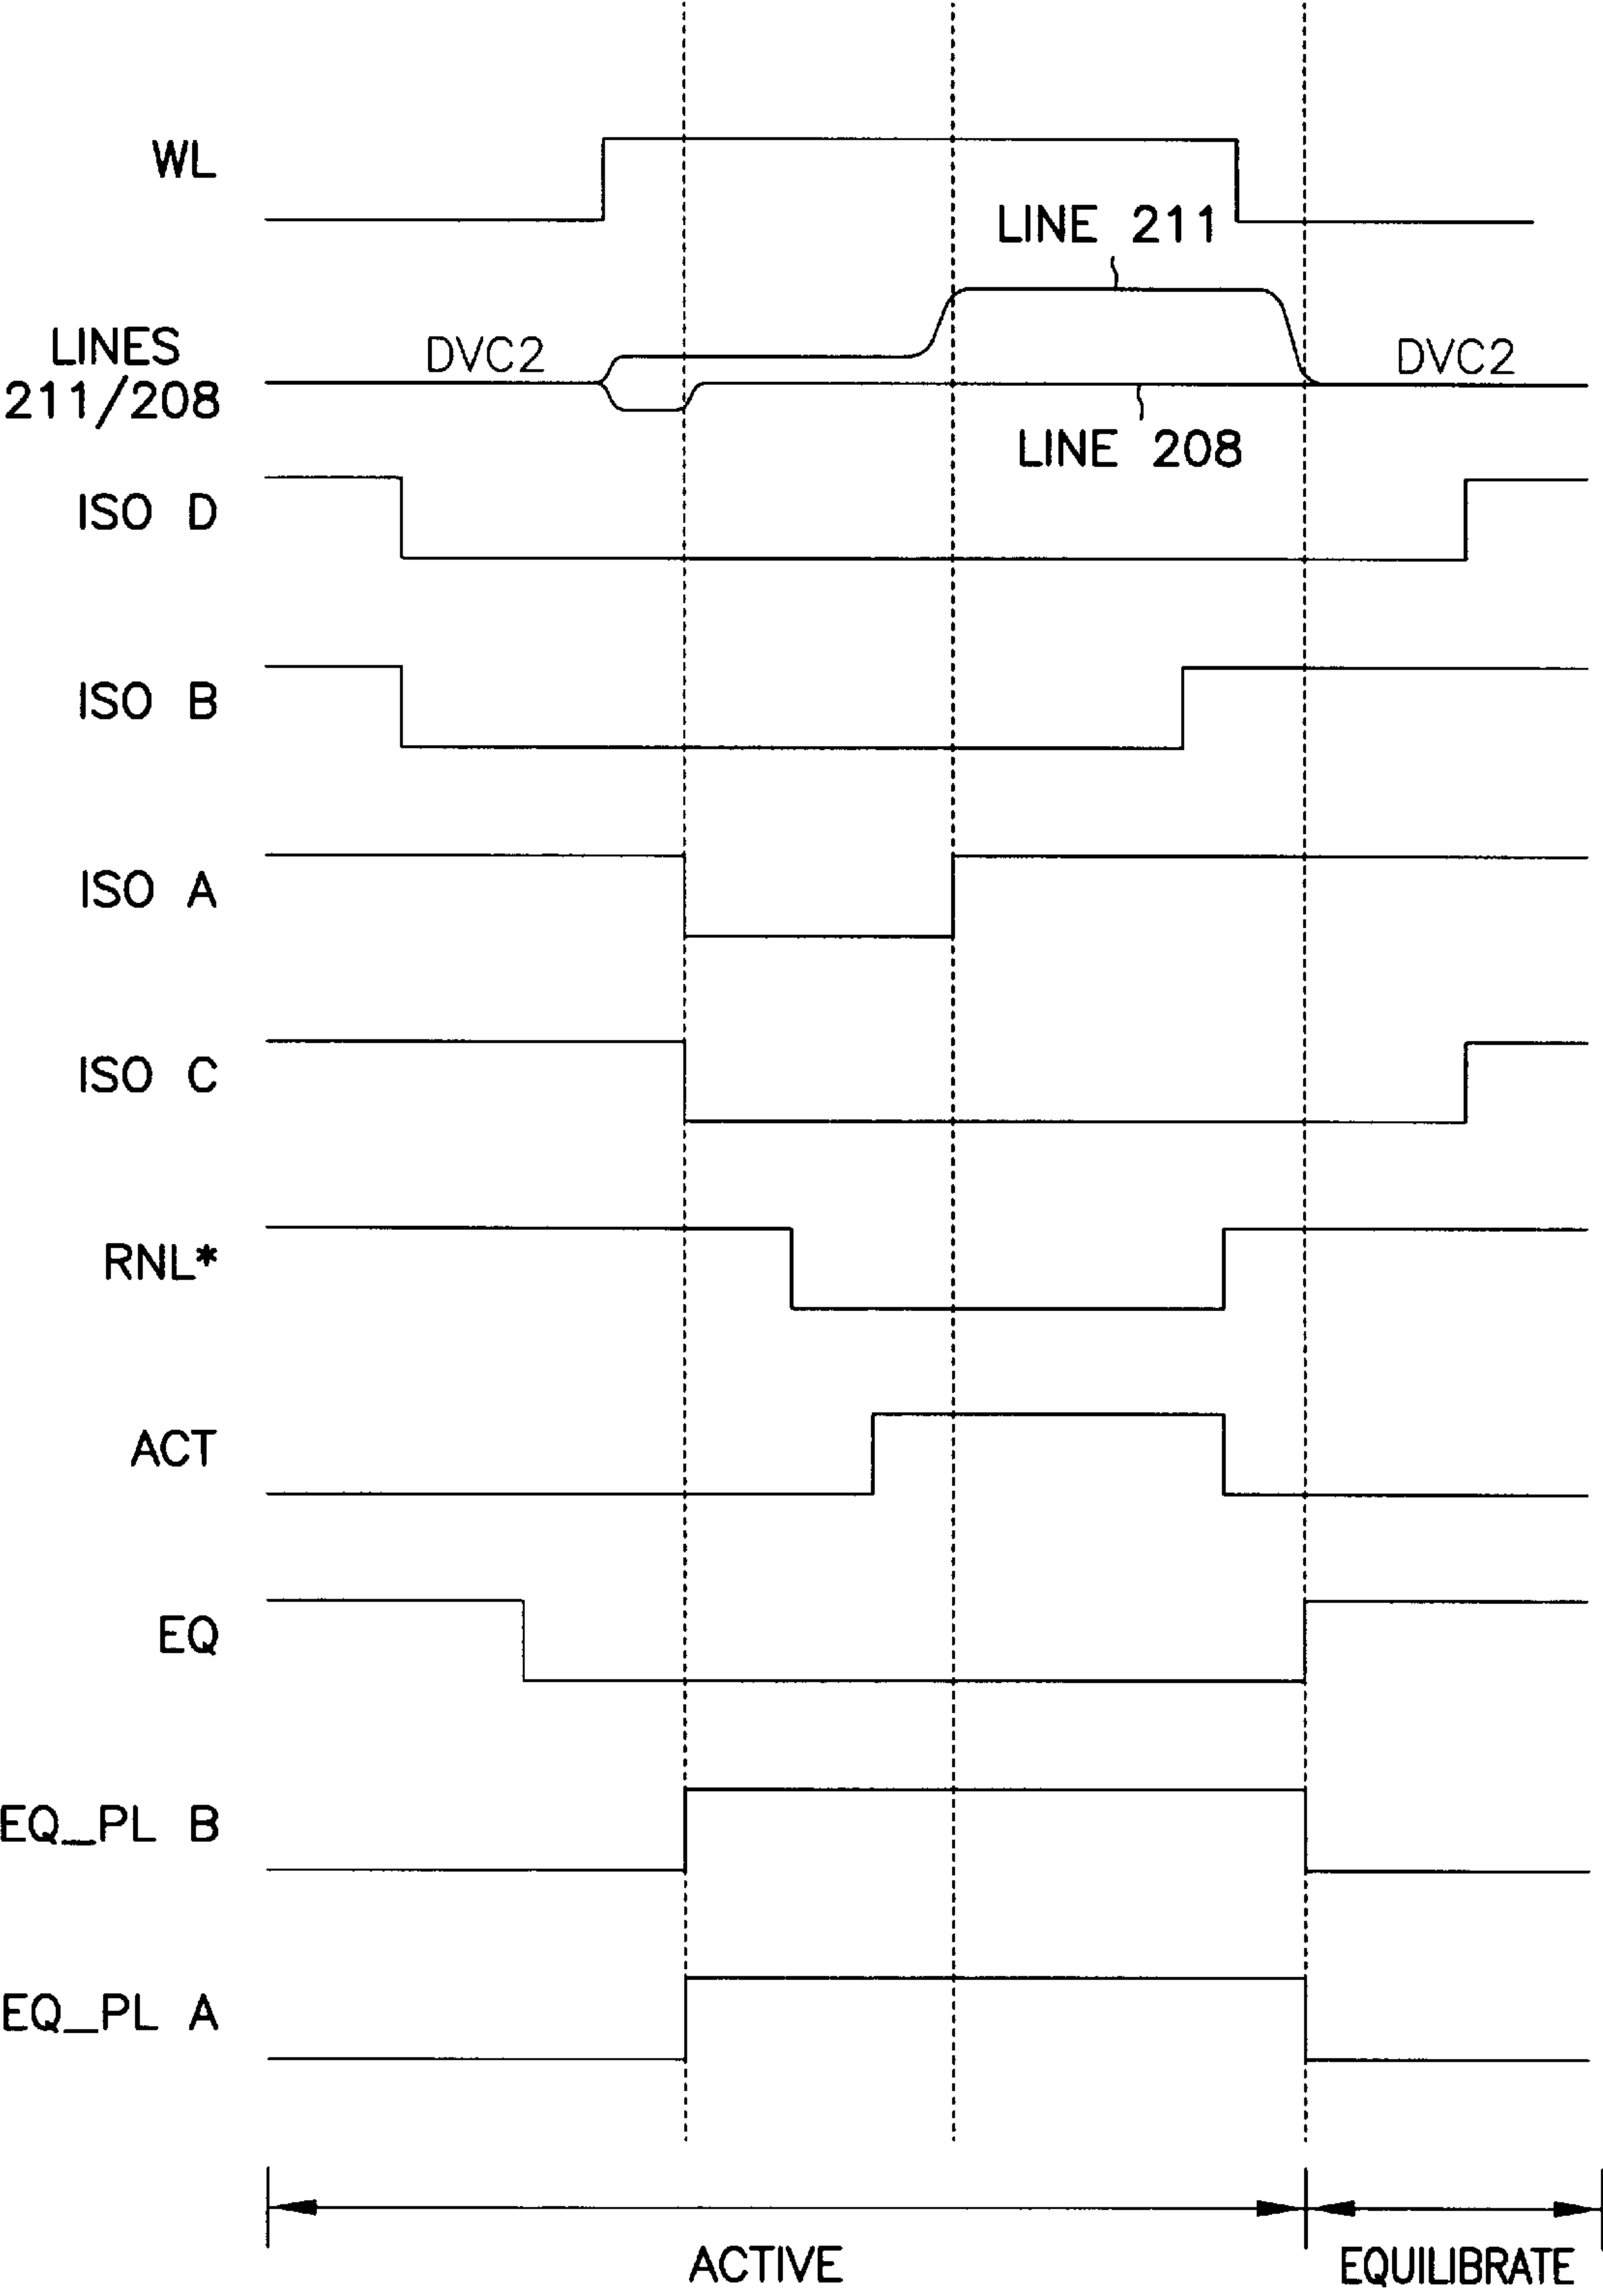 WL
LINE 211
LINES
211/208
DVC2
DVC2
LINE 208
ISO D
ISO B
ISO A
ISO C
RNL*
ACT
EQ
EQ_PL B
EQ_PL A
ACTIVE
EQUILIBRATE